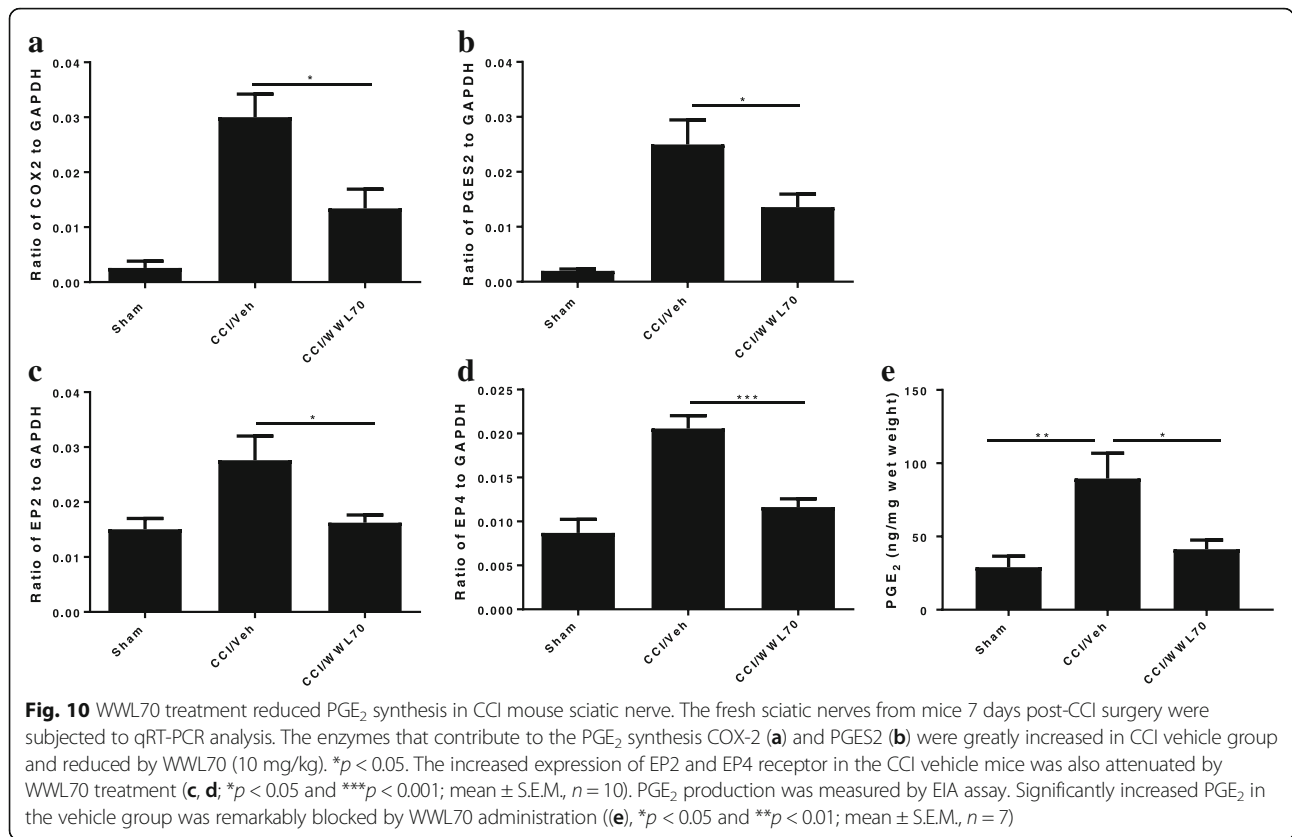 a
0.04
0.03
0.02
0.01
0.00
Ratio of COX2 to GAPDH
*
Sham
CCI/Veh
CCI/WWL70
b
0.04
0.03
0.02
0.01
0.00
Ratio of PGES2 to GAPDH
*
Sham
CCI/Veh
CCI/WWL70
c
0.04
0.03
0.02
0.01
0.00
Ratio of EP2 to GAPDH
*
Sham
CCI/Veh
CCI/WWL70
d
0.025
0.020
0.015
0.010
0.005
0.000
Ratio of EP4 to GAPDH
***
Sham
CCI/Veh
CCI/WWL70
e
150
100
50
0
PGE₂ (ng/mg wet weight)
**
*
Sham
CCI/Veh
CCI/WWL70
Fig. 10 WWL70 treatment reduced PGE₂ synthesis in CCI mouse sciatic nerve. The fresh sciatic nerves from mice 7 days post-CCI surgery were
subjected to qRT-PCR analysis. The enzymes that contribute to the PGE₂ synthesis COX-2 (a) and PGES2 (b) were greatly increased in CCI vehicle group
and reduced by WWL70 (10 mg/kg). *p < 0.05. The increased expression of EP2 and EP4 receptor in the CCI vehicle mice was also attenuated by
WWL70 treatment (c, d; *p < 0.05 and ***p < 0.001; mean ± S.E.M., n = 10). PGE₂ production was measured by EIA assay. Significantly increased PGE₂ in
the vehicle group was remarkably blocked by WWL70 administration ((e), *p < 0.05 and **p < 0.01; mean ± S.E.M., n = 7)